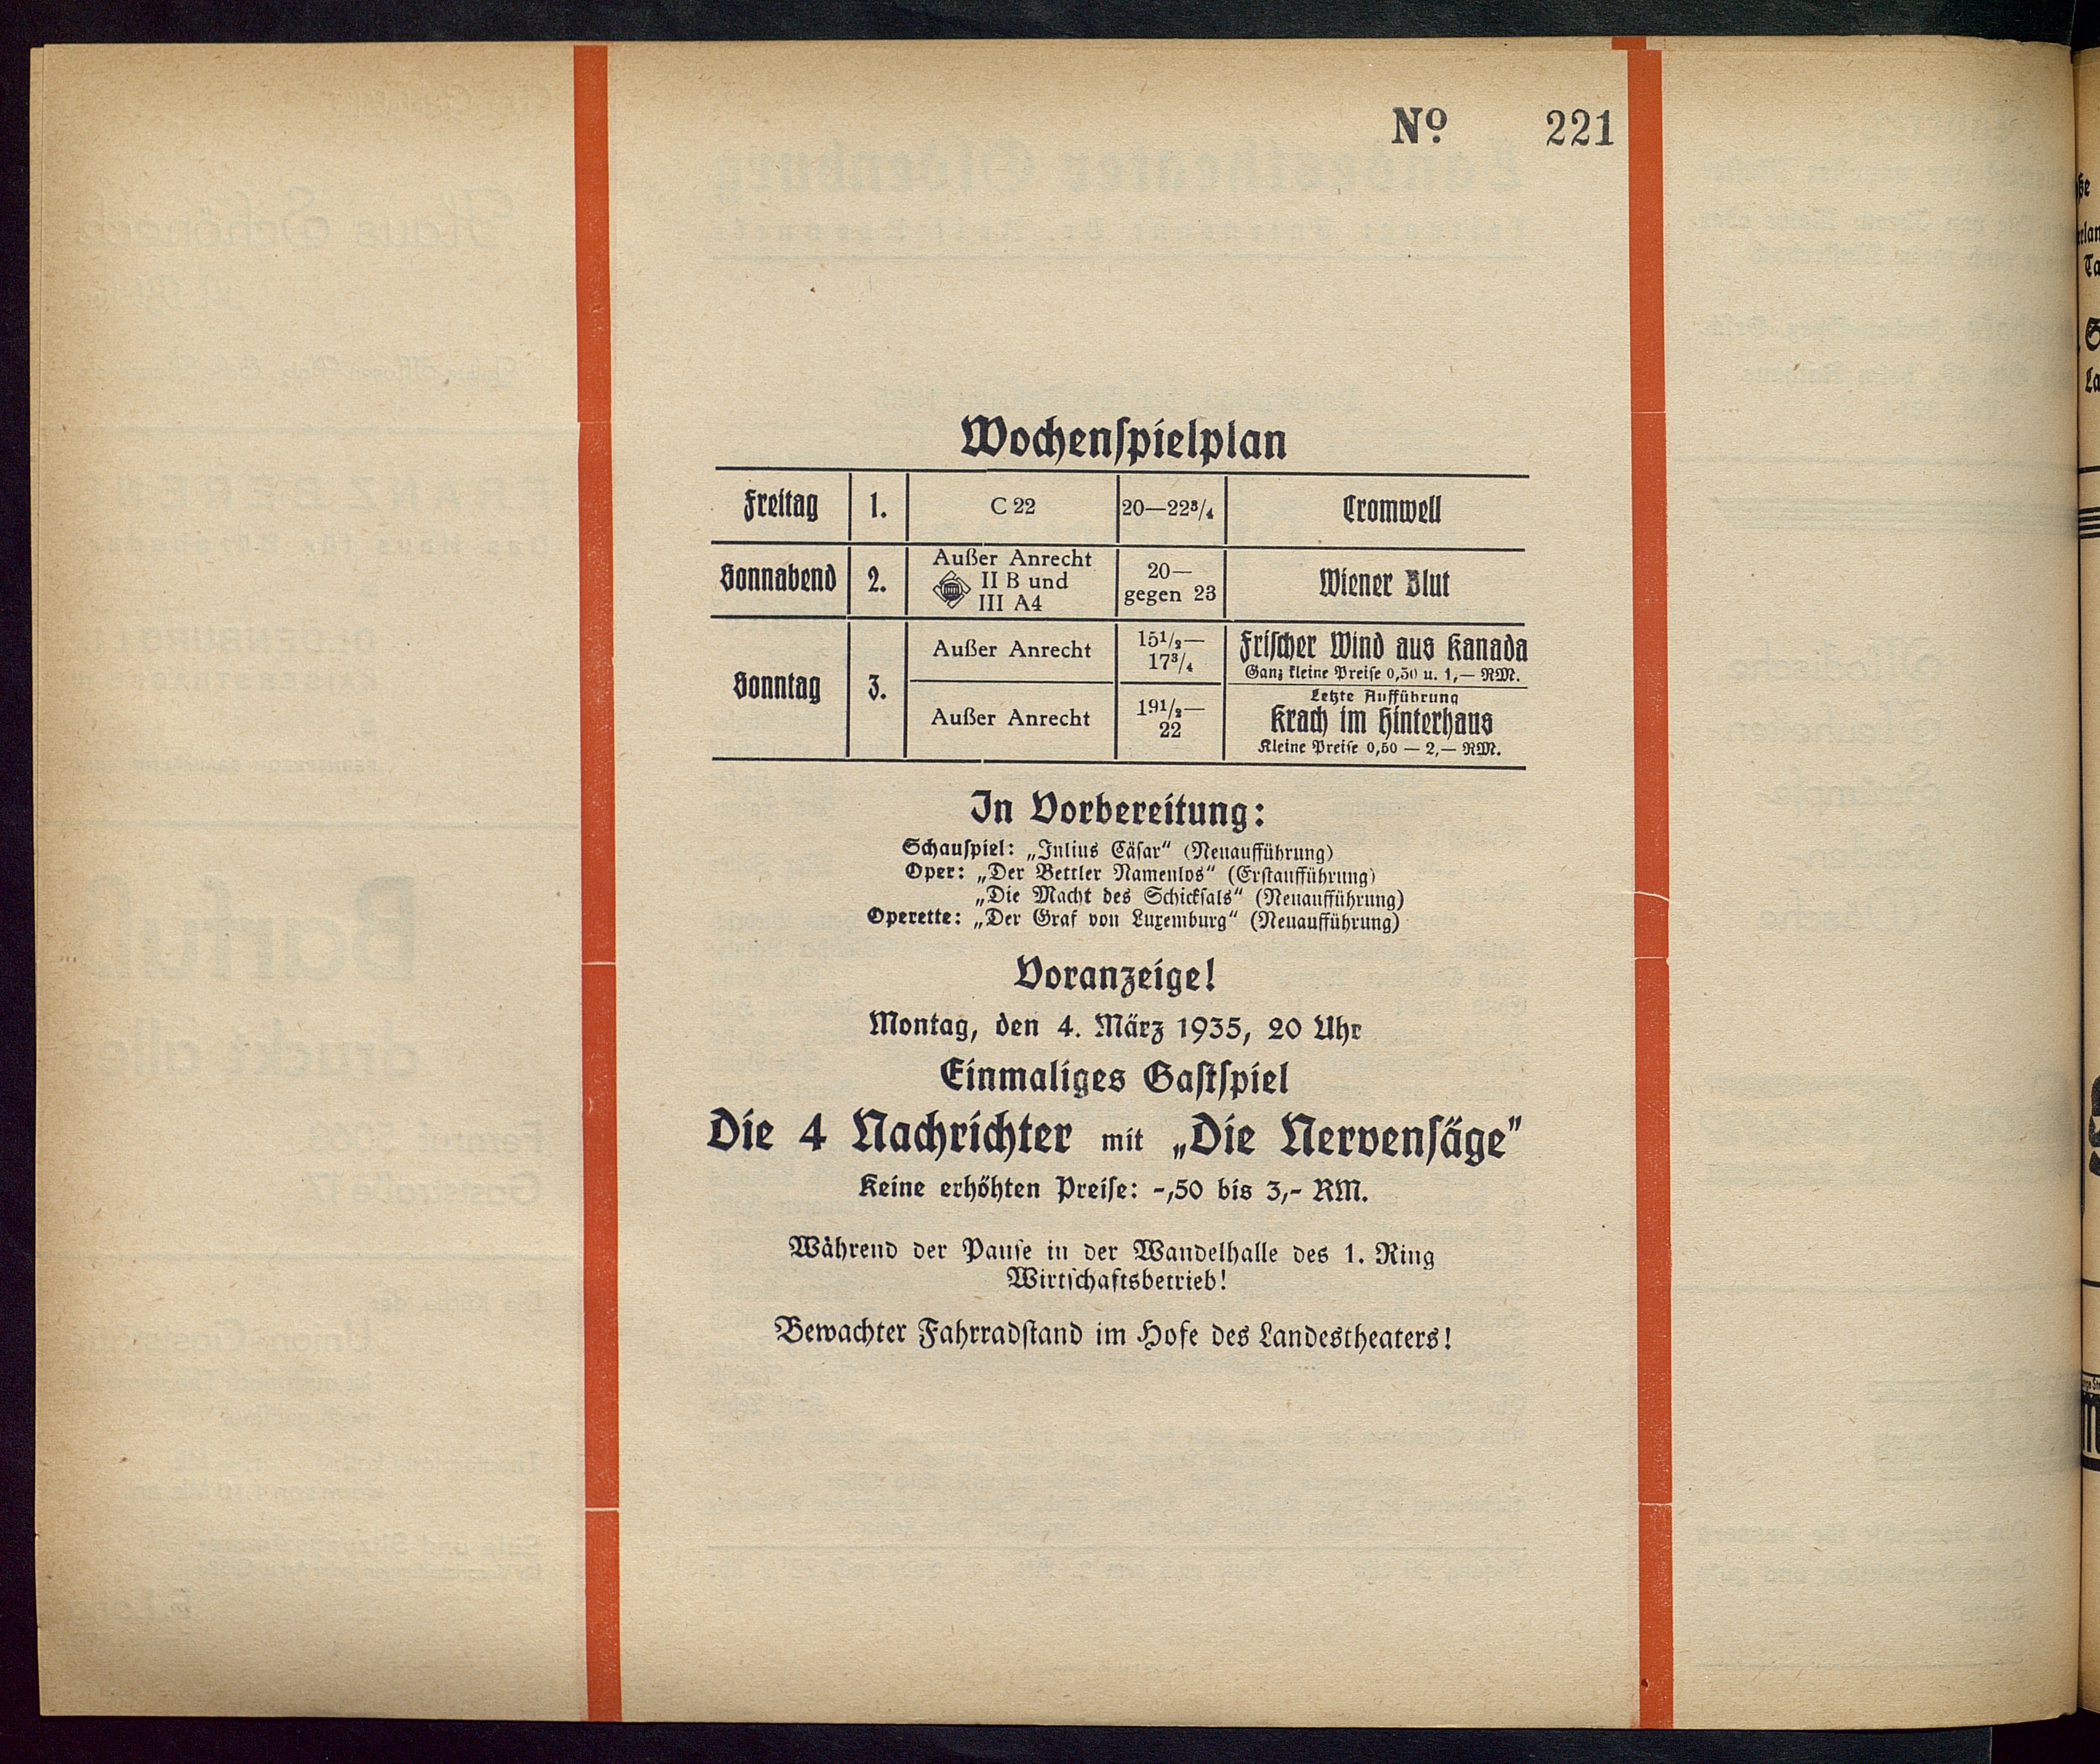 No. 221
Wochenspielplan
Freitag 1. C 22 20—22³/₄ Cromwell
Sonnabend 2. Außer Anrecht II B und III A4 20— gegen 23 Wiener Blut
Sonntag 3. Außer Anrecht 15¹/₂— 17³/₄ Frischer Wind aus Kanada
Ganz kleine Preise 0,50 u. 1,— RM.
Letzte Aufführung
Außer Anrecht 19¹/₂— 22 Krach im Hinterhaus
Kleine Preise 0,50 — 2,— RM.
In Vorbereitung:
Schauspiel: „Julius Cäsar“ (Neuaufführung)
Oper: „Der Bettler Namenlos“ (Erstaufführung)
„Die Macht des Schicksals“ (Neuaufführung)
Operette: „Der Graf von Luxemburg“ (Neuaufführung)
Voranzeige!
Montag, den 4. März 1935, 20 Uhr
Einmaliges Gastspiel
Die 4 Nachrichter mit „Die Nervensäge“
Keine erhöhten Preise: -,50 bis 3,- RM.
Während der Pause in der Wandelhalle des 1. Ring
Wirtschaftsbetrieb!
Bewachter Fahrradstand im Hofe des Landestheaters!